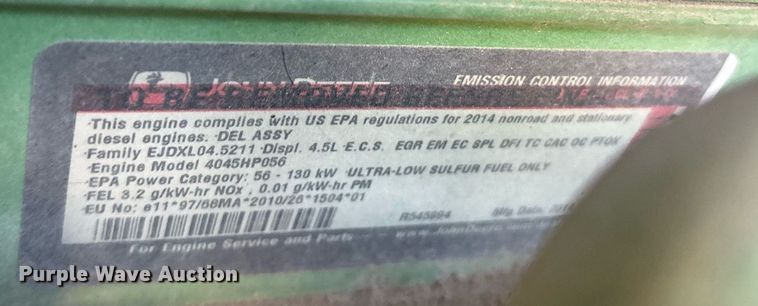 JOHN DEERE
EMISSION CONTROL INFORMATION
This engine complies with US EPA regulations for 2014 nonroad and stationary
diesel engines. ·DEL ASSY
·Family EJDXL04.5211 ·Displ. 4.5L ·E.C.S. EGR EM EC SPL DFI TC CAC OC PTOX
·Engine Model 4045HP056
·EPA Power Category: 56 - 130 kW ·ULTRA-LOW SULFUR FUEL ONLY
·FEL 3.2 g/kW-hr NOx , 0.01 g/kW-hr PM
·EU No: e11*97/68MA*2010/26*1504*01
R545994 Mfg Date.
For Engine Service and Parts - www.JohnDeere.
Purple Wave Auction